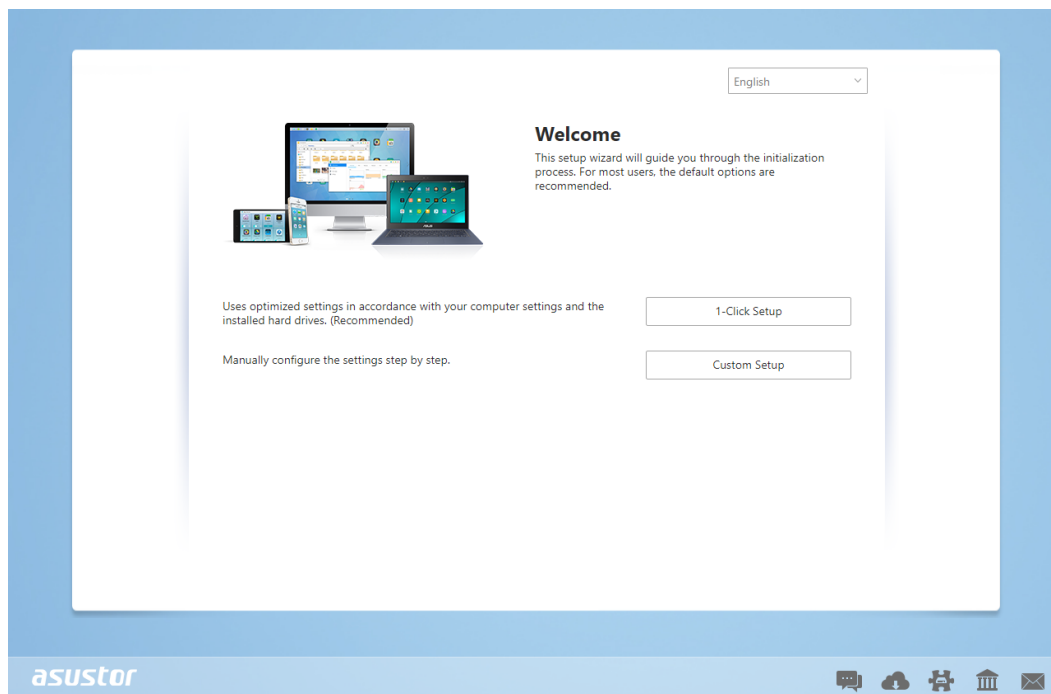 English
Welcome
This setup wizard will guide you through the initialization
process. For most users, the default options are
recommended.
Uses optimized settings in accordance with your computer settings and the
installed hard drives. (Recommended)
1-Click Setup
Manually configure the settings step by step.
Custom Setup
asustor